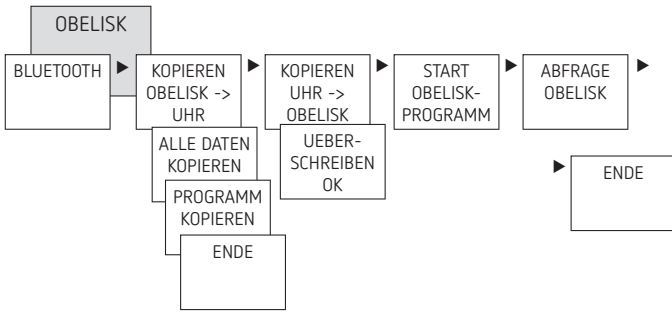 OBELISK
BLUETOOTH
KOPIEREN
OBELISK ->
UHR
ALLE DATEN
KOPIEREN
PROGRAMM
KOPIEREN
ENDE
KOPIEREN
UHR ->
OBELISK
UEBER-
SCHREIBEN
OK
START
OBELISK-
PROGRAMM
ABFRAGE
OBELISK
ENDE